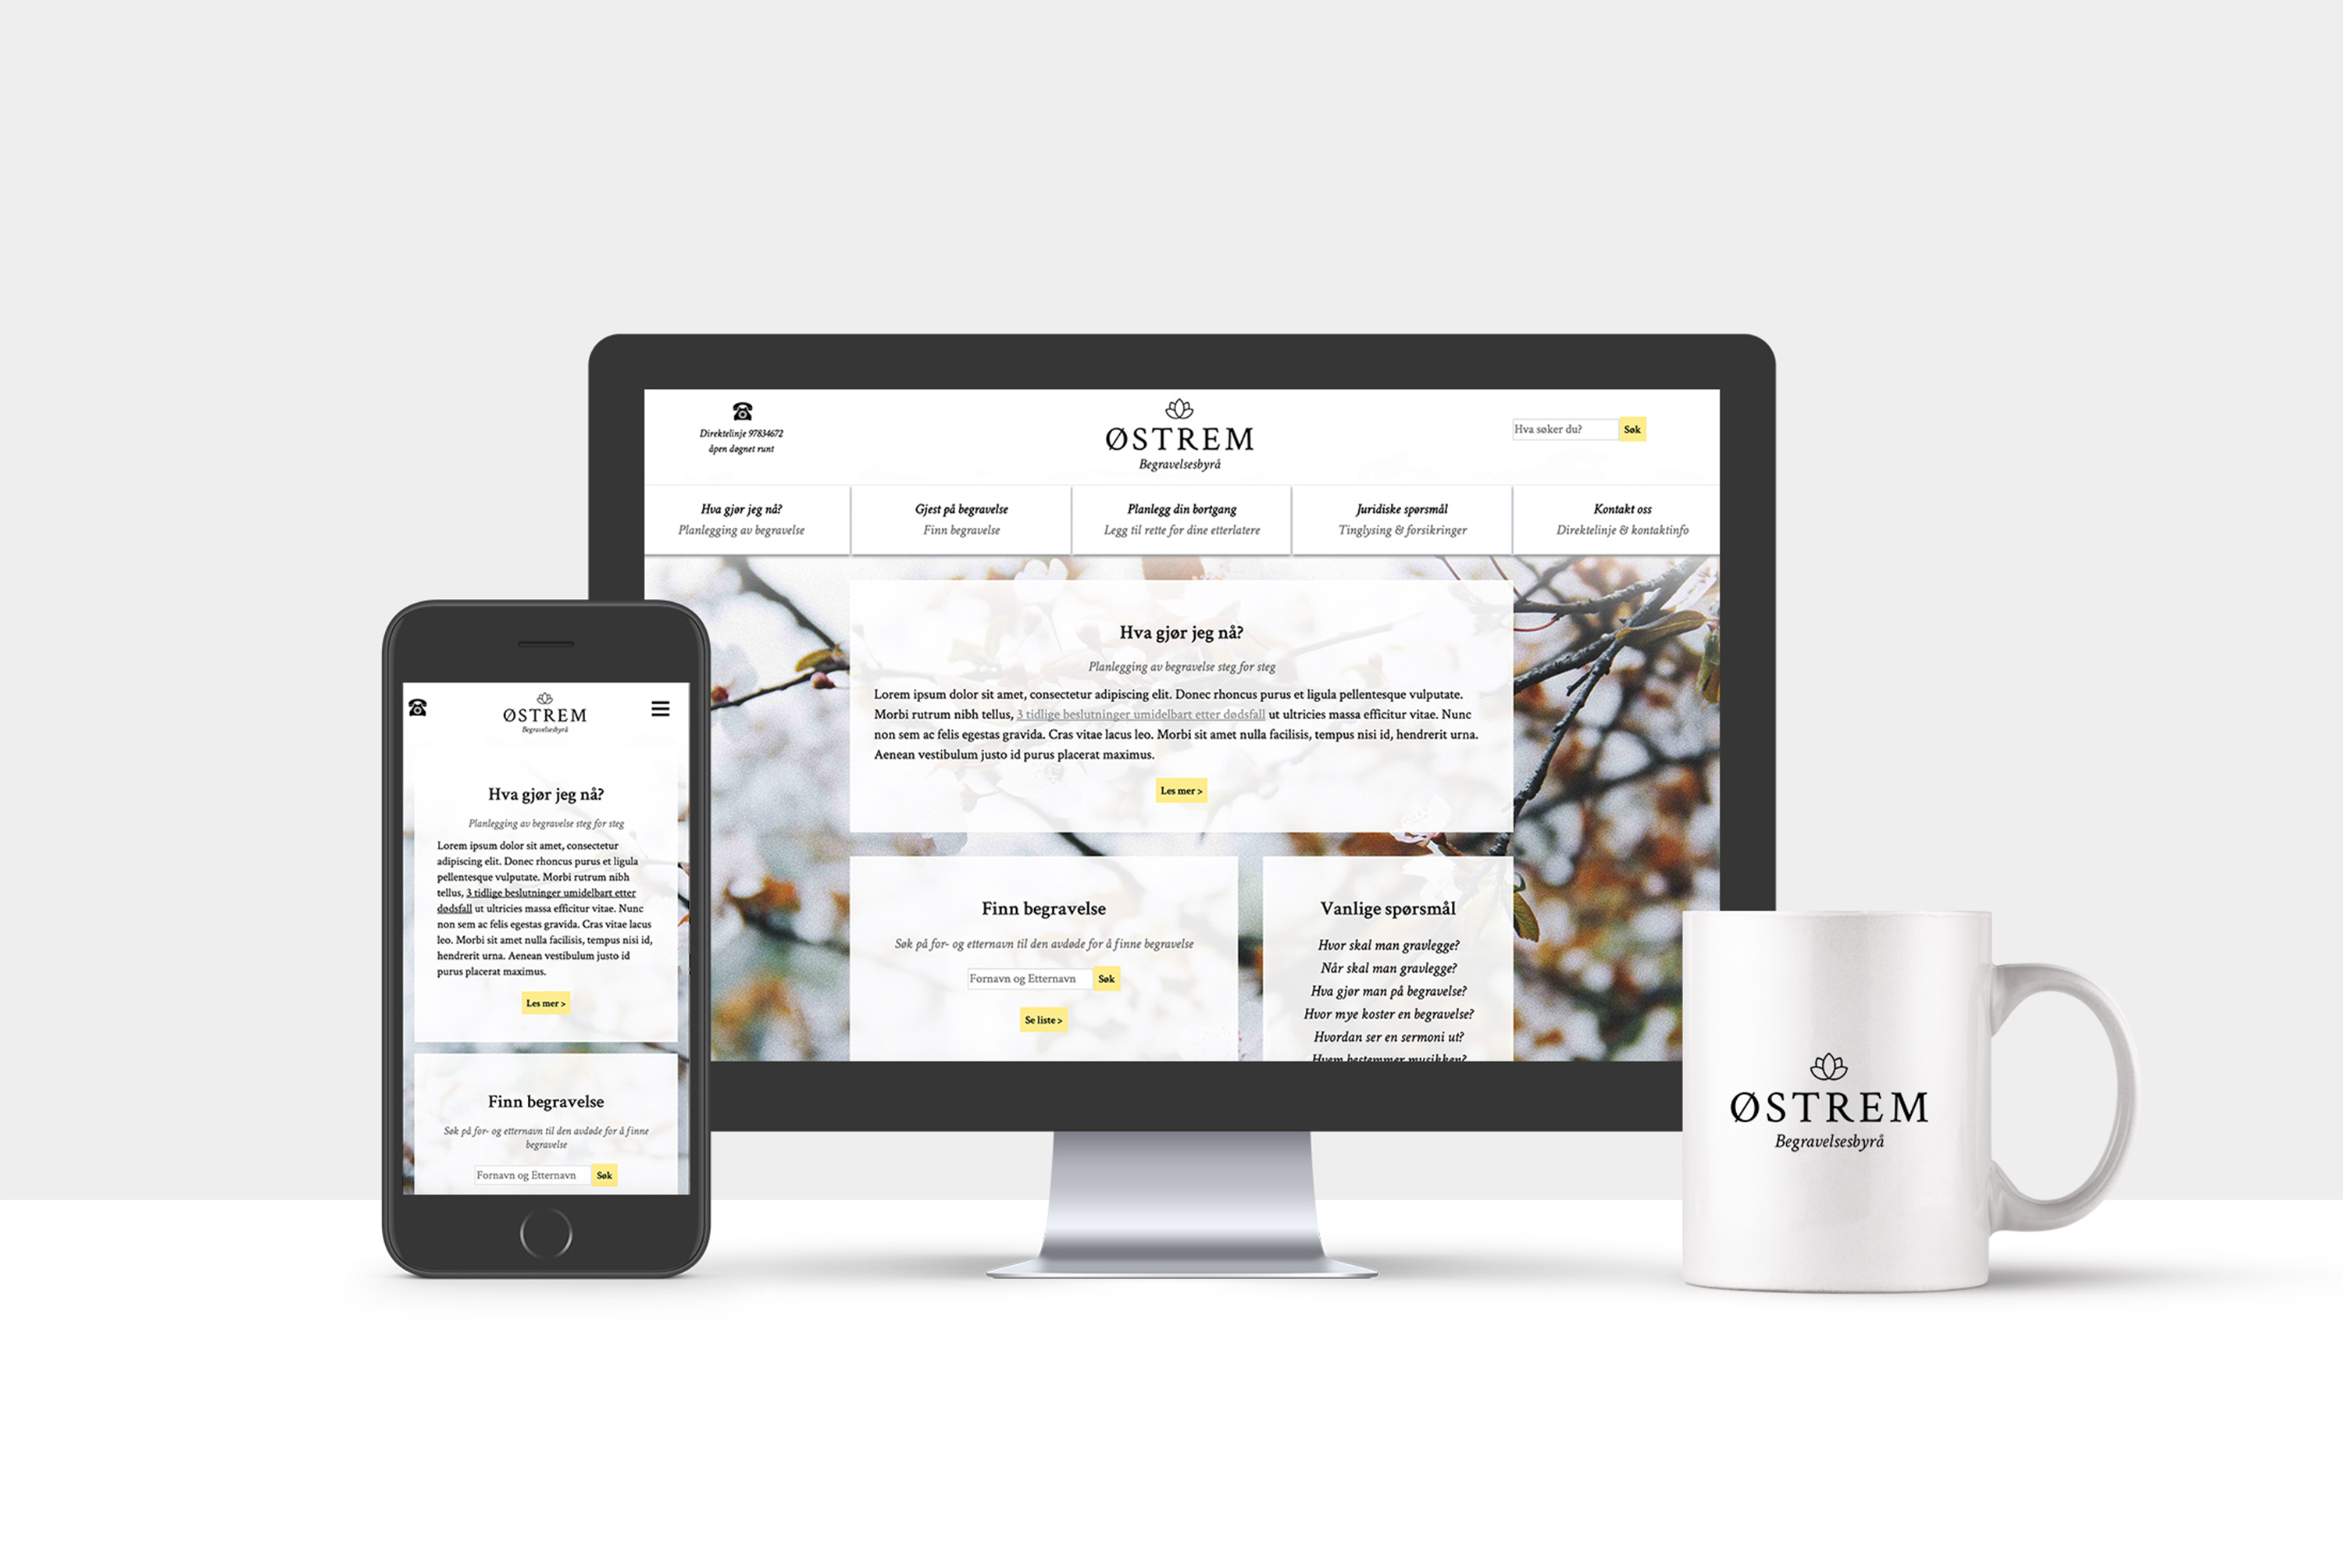 Direktelinje 97834672
åpen døgnet runt
ØSTREM
Begravelsesbyrå
Hva søker du?
Søk
Hva gjør jeg nå?
Planlegging av begravelse
Gjest på begravelse
Finn begravelse
Planlegg din bortgang
Legg til rette for dine etterlatere
Juridiske spørsmål
Tinglysing & forsikringer
Kontakt oss
Direktelinje & kontaktinfo
Hva gjør jeg nå?
Planlegging av begravelse steg for steg
Lorem ipsum dolor sit amet, consectetur adipiscing elit. Donec rhoncus purus et ligula pellentesque vulputate.
Morbi rutrum nibh tellus, 3 tidlige beslutninger umidelbart etter dødsfall ut ultricies massa efficitur vitae. Nunc
non sem ac felis egestas gravida. Cras vitae lacus leo. Morbi sit amet nulla facilisis, tempus nisi id, hendrerit urna.
Aenean vestibulum justo id purus placerat maximus.
Les mer >
Finn begravelse
Søk på for- og etternavn til den avdøde for å finne begravelse
Fornavn og Etternavn
Søk
Se liste >
Vanlige spørsmål
Hvor skal man gravlegge?
Når skal man gravlegge?
Hva gjør man på begravelse?
Hvor mye koster en begravelse?
Hvordan ser en sermoni ut?
Hvem bestemmer musikken?
ØSTREM
Begravelsesbyrå
Hva gjør jeg nå?
Planlegging av begravelse steg for steg
Lorem ipsum dolor sit amet, consectetur
adipiscing elit. Donec rhoncus purus et ligula
pellentesque vulputate. Morbi rutrum nibh
tellus, 3 tidlige beslutninger umidelbart etter
dødsfall ut ultricies massa efficitur vitae. Nunc
non sem ac felis egestas gravida. Cras vitae lacus
leo. Morbi sit amet nulla facilisis, tempus nisi id,
hendrerit urna. Aenean vestibulum justo id
purus placerat maximus.
Les mer >
Finn begravelse
Søk på for- og etternavn til den avdøde for å finne
begravelse
Fornavn og Etternavn
Søk
ØSTREM
Begravelsesbyrå